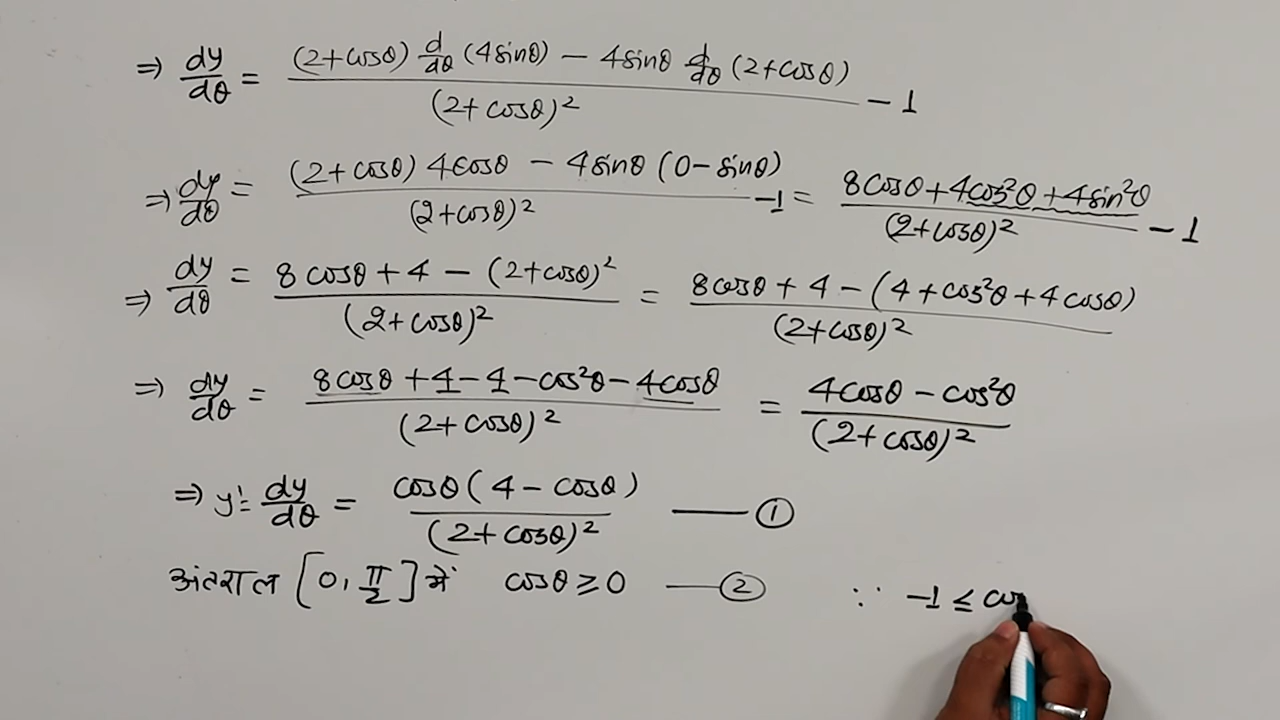 ⇒ dy/dθ = ((2+cosθ) d/dθ (4sinθ) − 4sinθ d/dθ (2+cosθ))/(2+cosθ)² − 1
⇒ dy/dθ = ((2+cosθ) 4cosθ − 4sinθ (0−sinθ))/(2+cosθ)² − 1 = (8cosθ + 4cos²θ + 4sin²θ)/(2+cosθ)² − 1
⇒ dy/dθ = (8cosθ + 4 − (2+cosθ)²)/(2+cosθ)² = (8cosθ + 4 − (4 + cos²θ + 4cosθ))/(2+cosθ)²
⇒ dy/dθ = (8cosθ + 4 − 4 − cos²θ − 4cosθ)/(2+cosθ)² = (4cosθ − cos²θ)/(2+cosθ)²
⇒ y' = dy/dθ = cosθ(4 − cosθ)/(2+cosθ)² —— ①
अंतराल [0, π/2] में cosθ ≥ 0 —— ② ∵ −1 ≤ cos